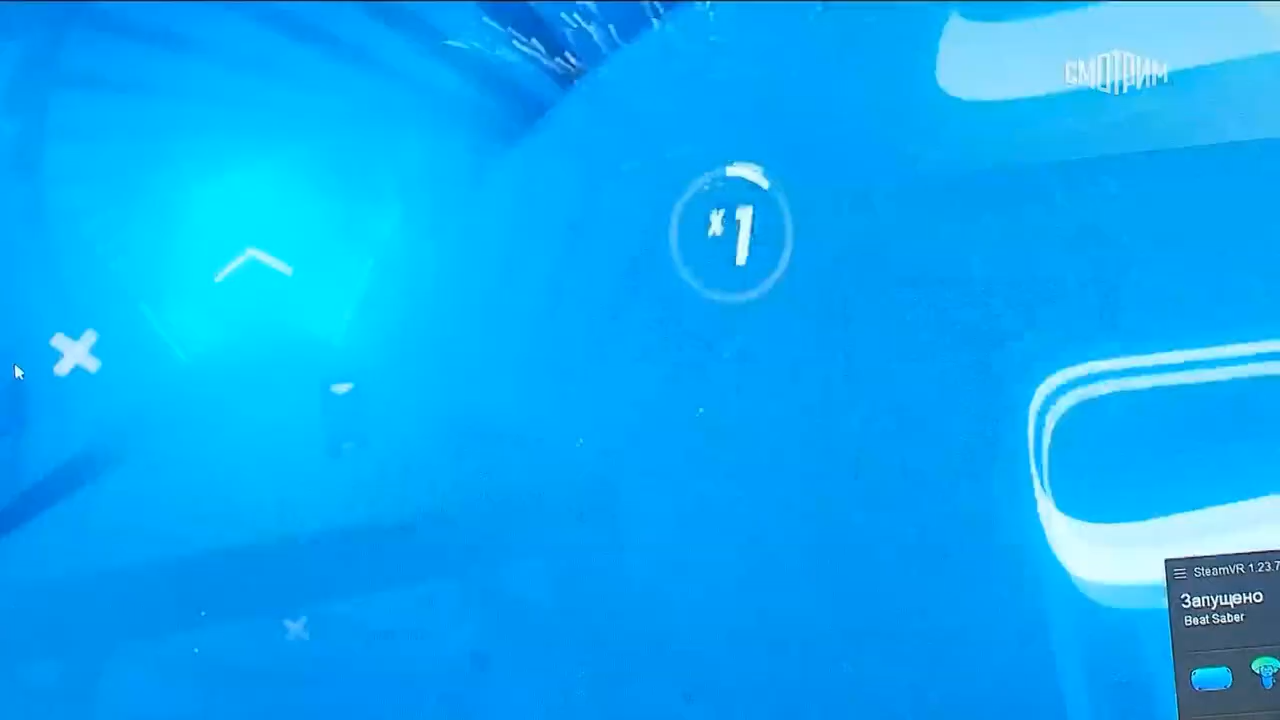 СМОТРИМ
x1
SteamVR 1.23.7
Запущено
Beat Saber